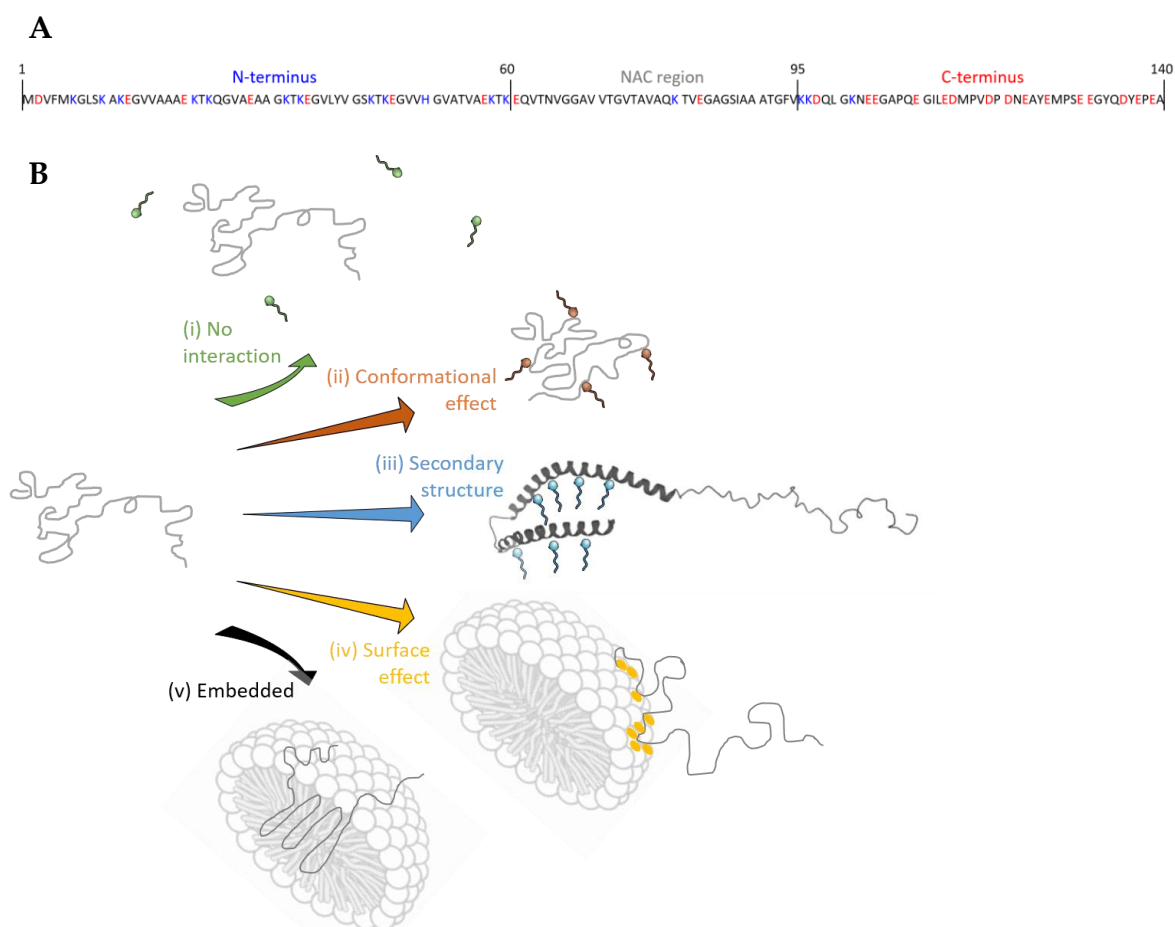 A
1 60 95 140
N-terminus NAC region C-terminus
MDVFMKGLSK AKEGVVAAAE KTKQGVAEAA GKTKEGVLYV GSKTKEGVVH GVATVAEKTK EQVTNVGGAV VTGVTAVAQK TVEGAGSIAA ATGFVKKDQL GKNEEGAPQE GILEDMPVDP DNEAYEMPSE EGYQDYEPEA
B
(i) No
interaction
(ii) Conformational
effect
(iii) Secondary
structure
(iv) Surface
effect
(v) Embedded